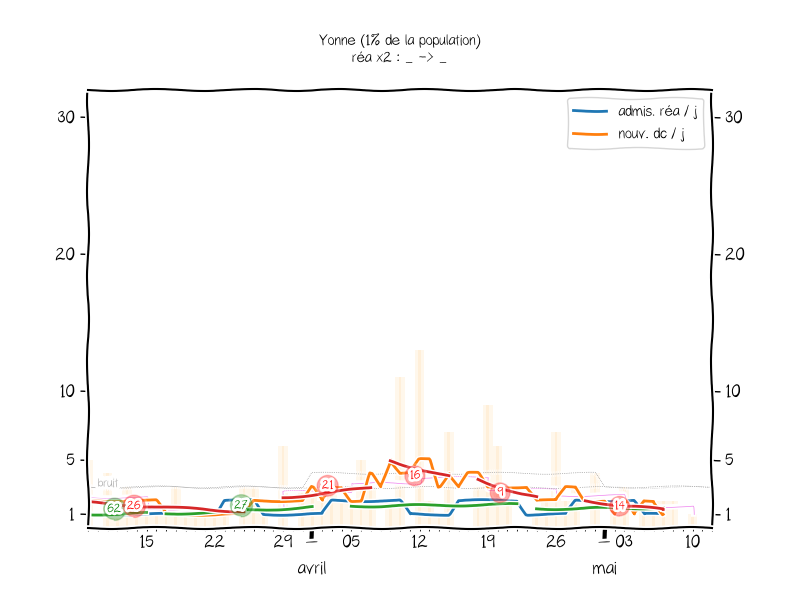 Yonne (1% de la population)
réa x2 : _ -> _
admis. réa / j
nouv. dc / j
30 30
20 20
10 10
5 5
1 1
bruit
62 26 27 21 16 9 14
15 22 29 05 12 19 26 03 10
avril mai